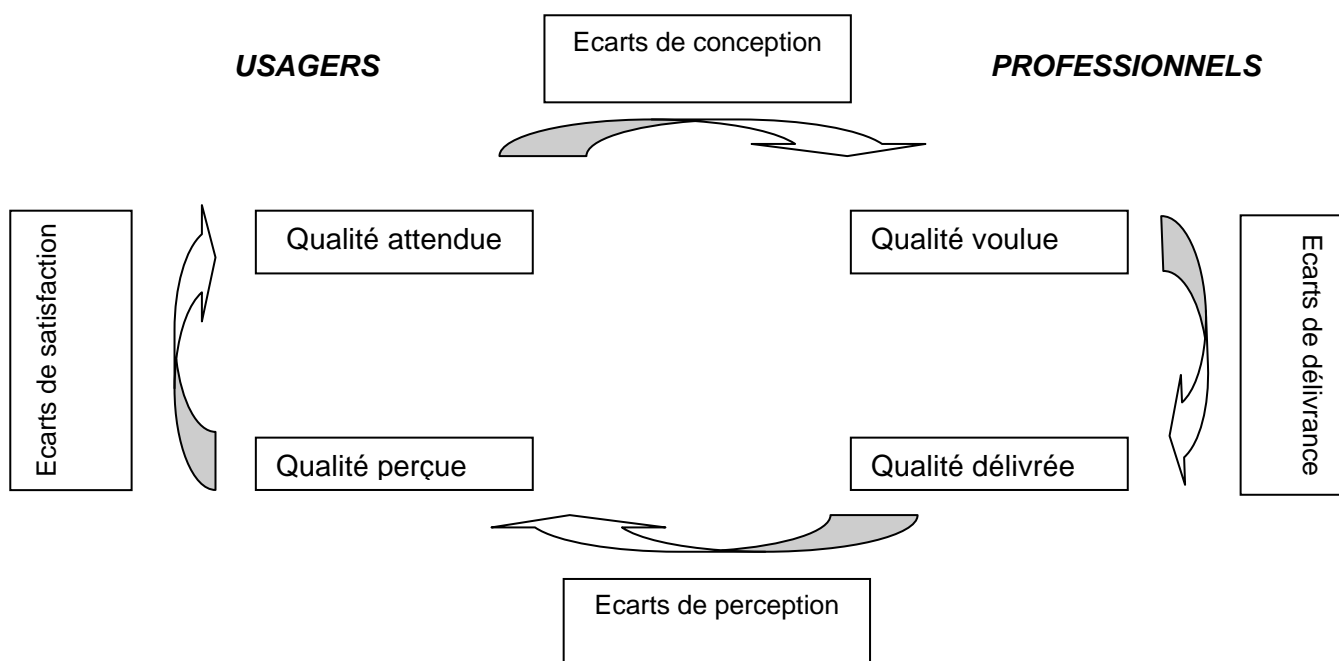 Ecarts de conception
USAGERS
PROFESSIONNELS
Ecarts de satisfaction
Qualité attendue
Qualité voulue
Ecarts de délivrance
Qualité perçue
Qualité délivrée
Ecarts de perception